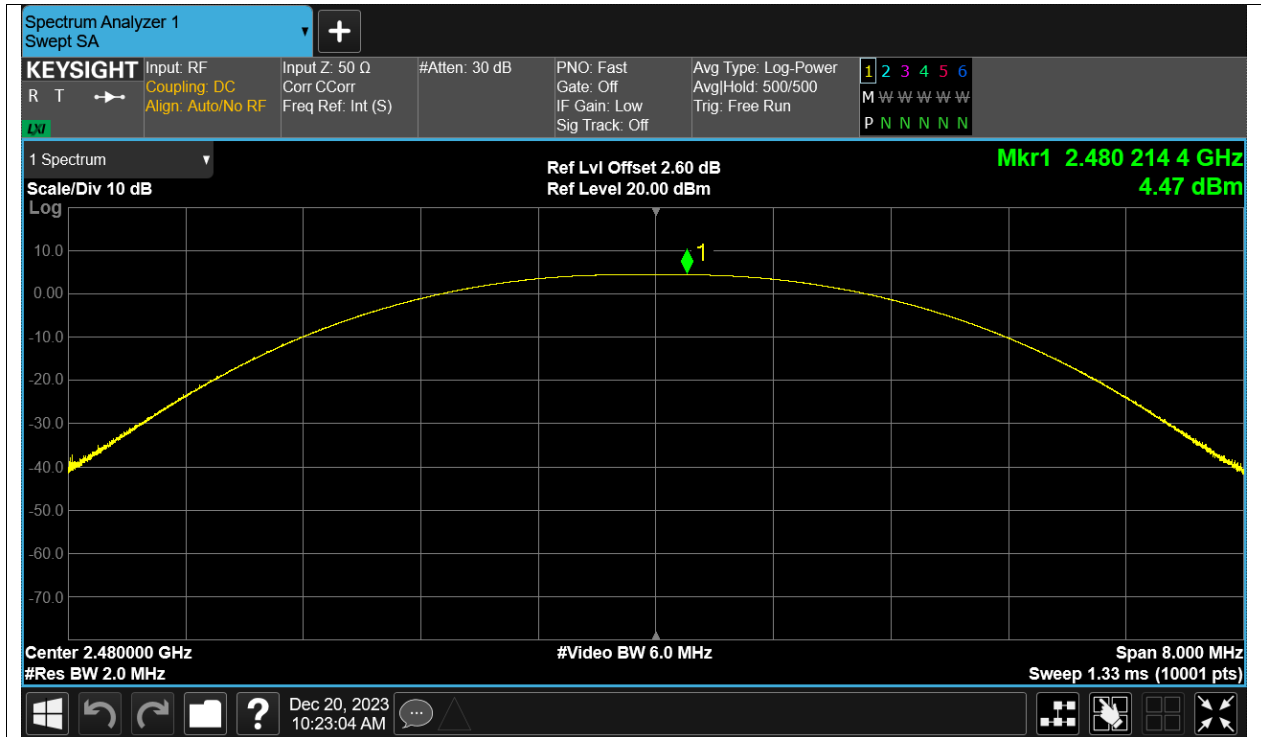 Spectrum Analyzer 1
Swept SA
KEYSIGHT
R T
LXI
Input: RF
Coupling: DC
Align: Auto/No RF
Input Z: 50 Ω
Corr CCorr
Freq Ref: Int (S)
#Atten: 30 dB
PNO: Fast
Gate: Off
IF Gain: Low
Sig Track: Off
Avg Type: Log-Power
Avg|Hold: 500/500
Trig: Free Run
1 2 3 4 5 6
M W W W W W
P N N N N N
1 Spectrum
Scale/Div 10 dB
Log
Ref Lvl Offset 2.60 dB
Ref Level 20.00 dBm
Mkr1 2.480 214 4 GHz
4.47 dBm
1
10.0
0.00
-10.0
-20.0
-30.0
-40.0
-50.0
-60.0
-70.0
Center 2.480000 GHz
#Res BW 2.0 MHz
#Video BW 6.0 MHz
Span 8.000 MHz
Sweep 1.33 ms (10001 pts)
?
Dec 20, 2023
10:23:04 AM